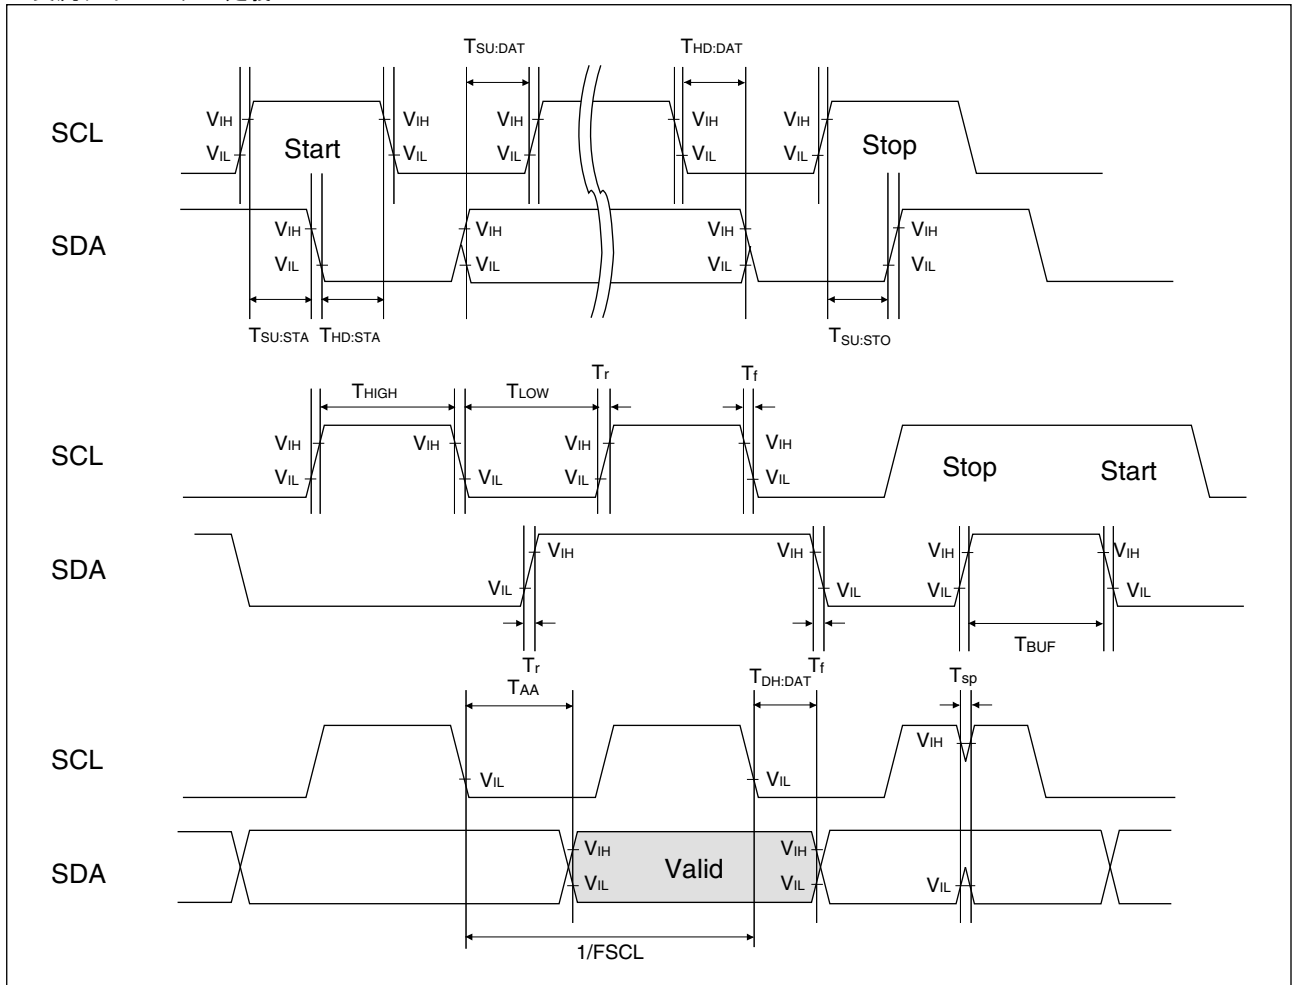 TSU:DAT THD:DAT
SCL VIH VIH VIH VIH VIH
Start Stop
VIL VIL VIL VIL VIL
SDA VIH VIH VIH VIH
VIL VIL VIL VIL
TSU:STA THD:STA TSU:STO
THIGH TLOW Tr Tf
SCL VIH VIH VIH VIH
VIL VIL VIL VIL
Stop Start
SDA VIH VIH VIH VIH
VIL VIL VIL VIL
Tr Tf TBUF
TAA TDH:DAT Tsp
SCL VIH
VIL VIL
SDA VIH Valid VIH
VIL VIL VIL
1/FSCL